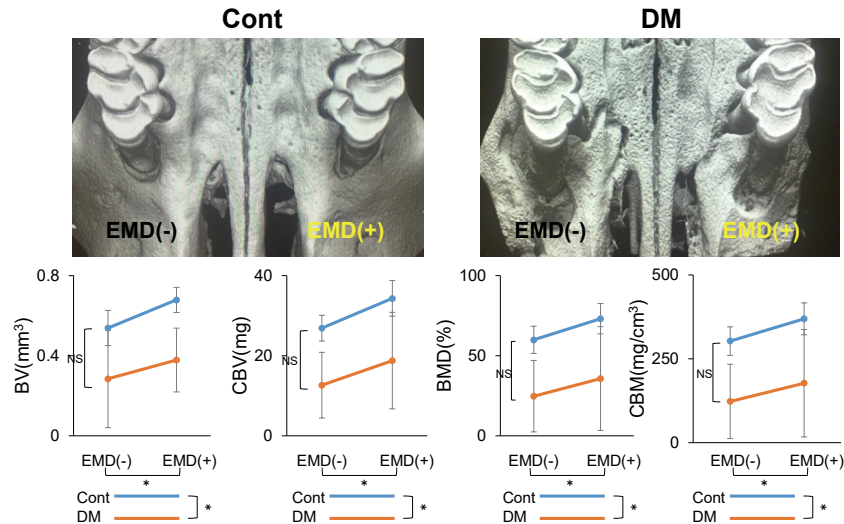 Cont
DM
EMD(-)
EMD(+)
EMD(-)
EMD(+)
BV(mm³)
0.8
0.4
0
NS
EMD(-)
EMD(+)
*
Cont
DM
*
CBV(mg)
40
20
0
NS
EMD(-)
EMD(+)
*
Cont
DM
*
BMD(%)
100
50
0
NS
EMD(-)
EMD(+)
*
Cont
DM
*
CBM(mg/cm³)
500
250
0
NS
EMD(-)
EMD(+)
*
Cont
DM
*